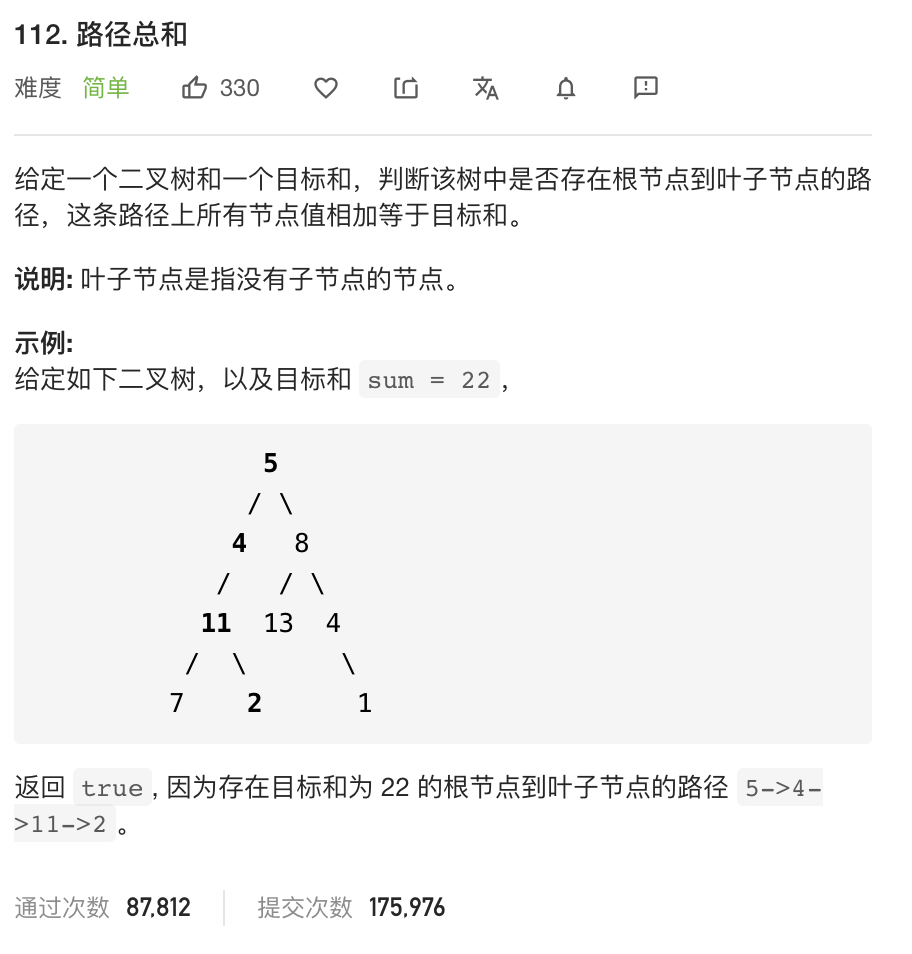 112. 路径总和
难度 简单 330
给定一个二叉树和一个目标和，判断该树中是否存在根节点到叶子节点的路
径，这条路径上所有节点值相加等于目标和。
说明: 叶子节点是指没有子节点的节点。
示例:
给定如下二叉树，以及目标和 sum = 22，
5
/ \
4 8
/ / \
11 13 4
/ \ \
7 2 1
返回 true, 因为存在目标和为 22 的根节点到叶子节点的路径 5->4-
>11->2。
通过次数 87,812 提交次数 175,976